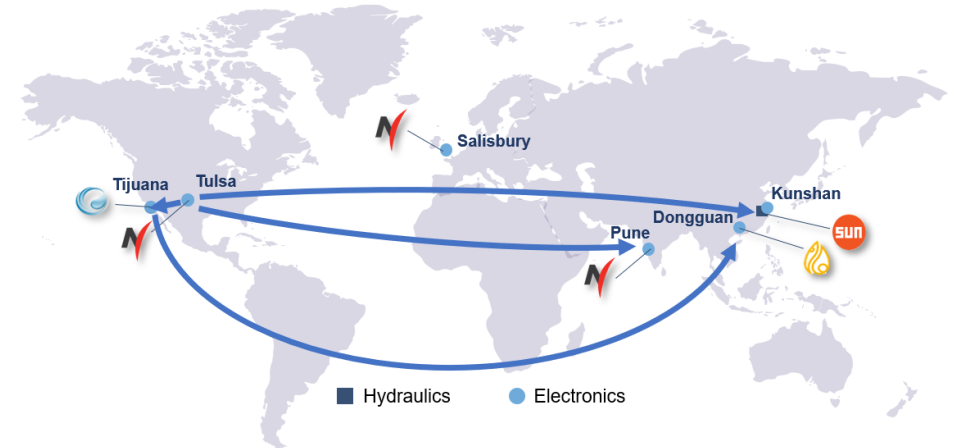 Salisbury
Tijuana
Tulsa
Kunshan
Dongguan
Pune
sun
Hydraulics
Electronics